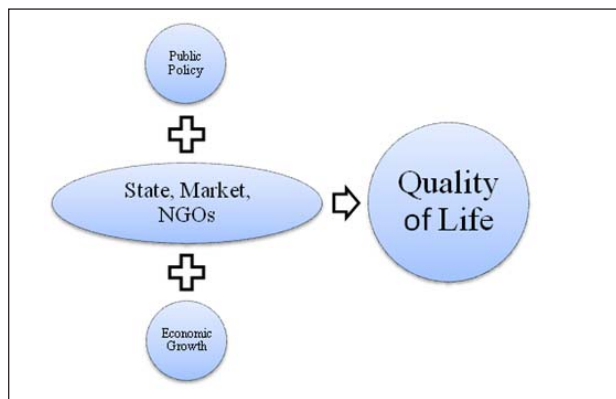 Public
Policy
State, Market,
NGOs
Quality
of Life
Economic
Growth